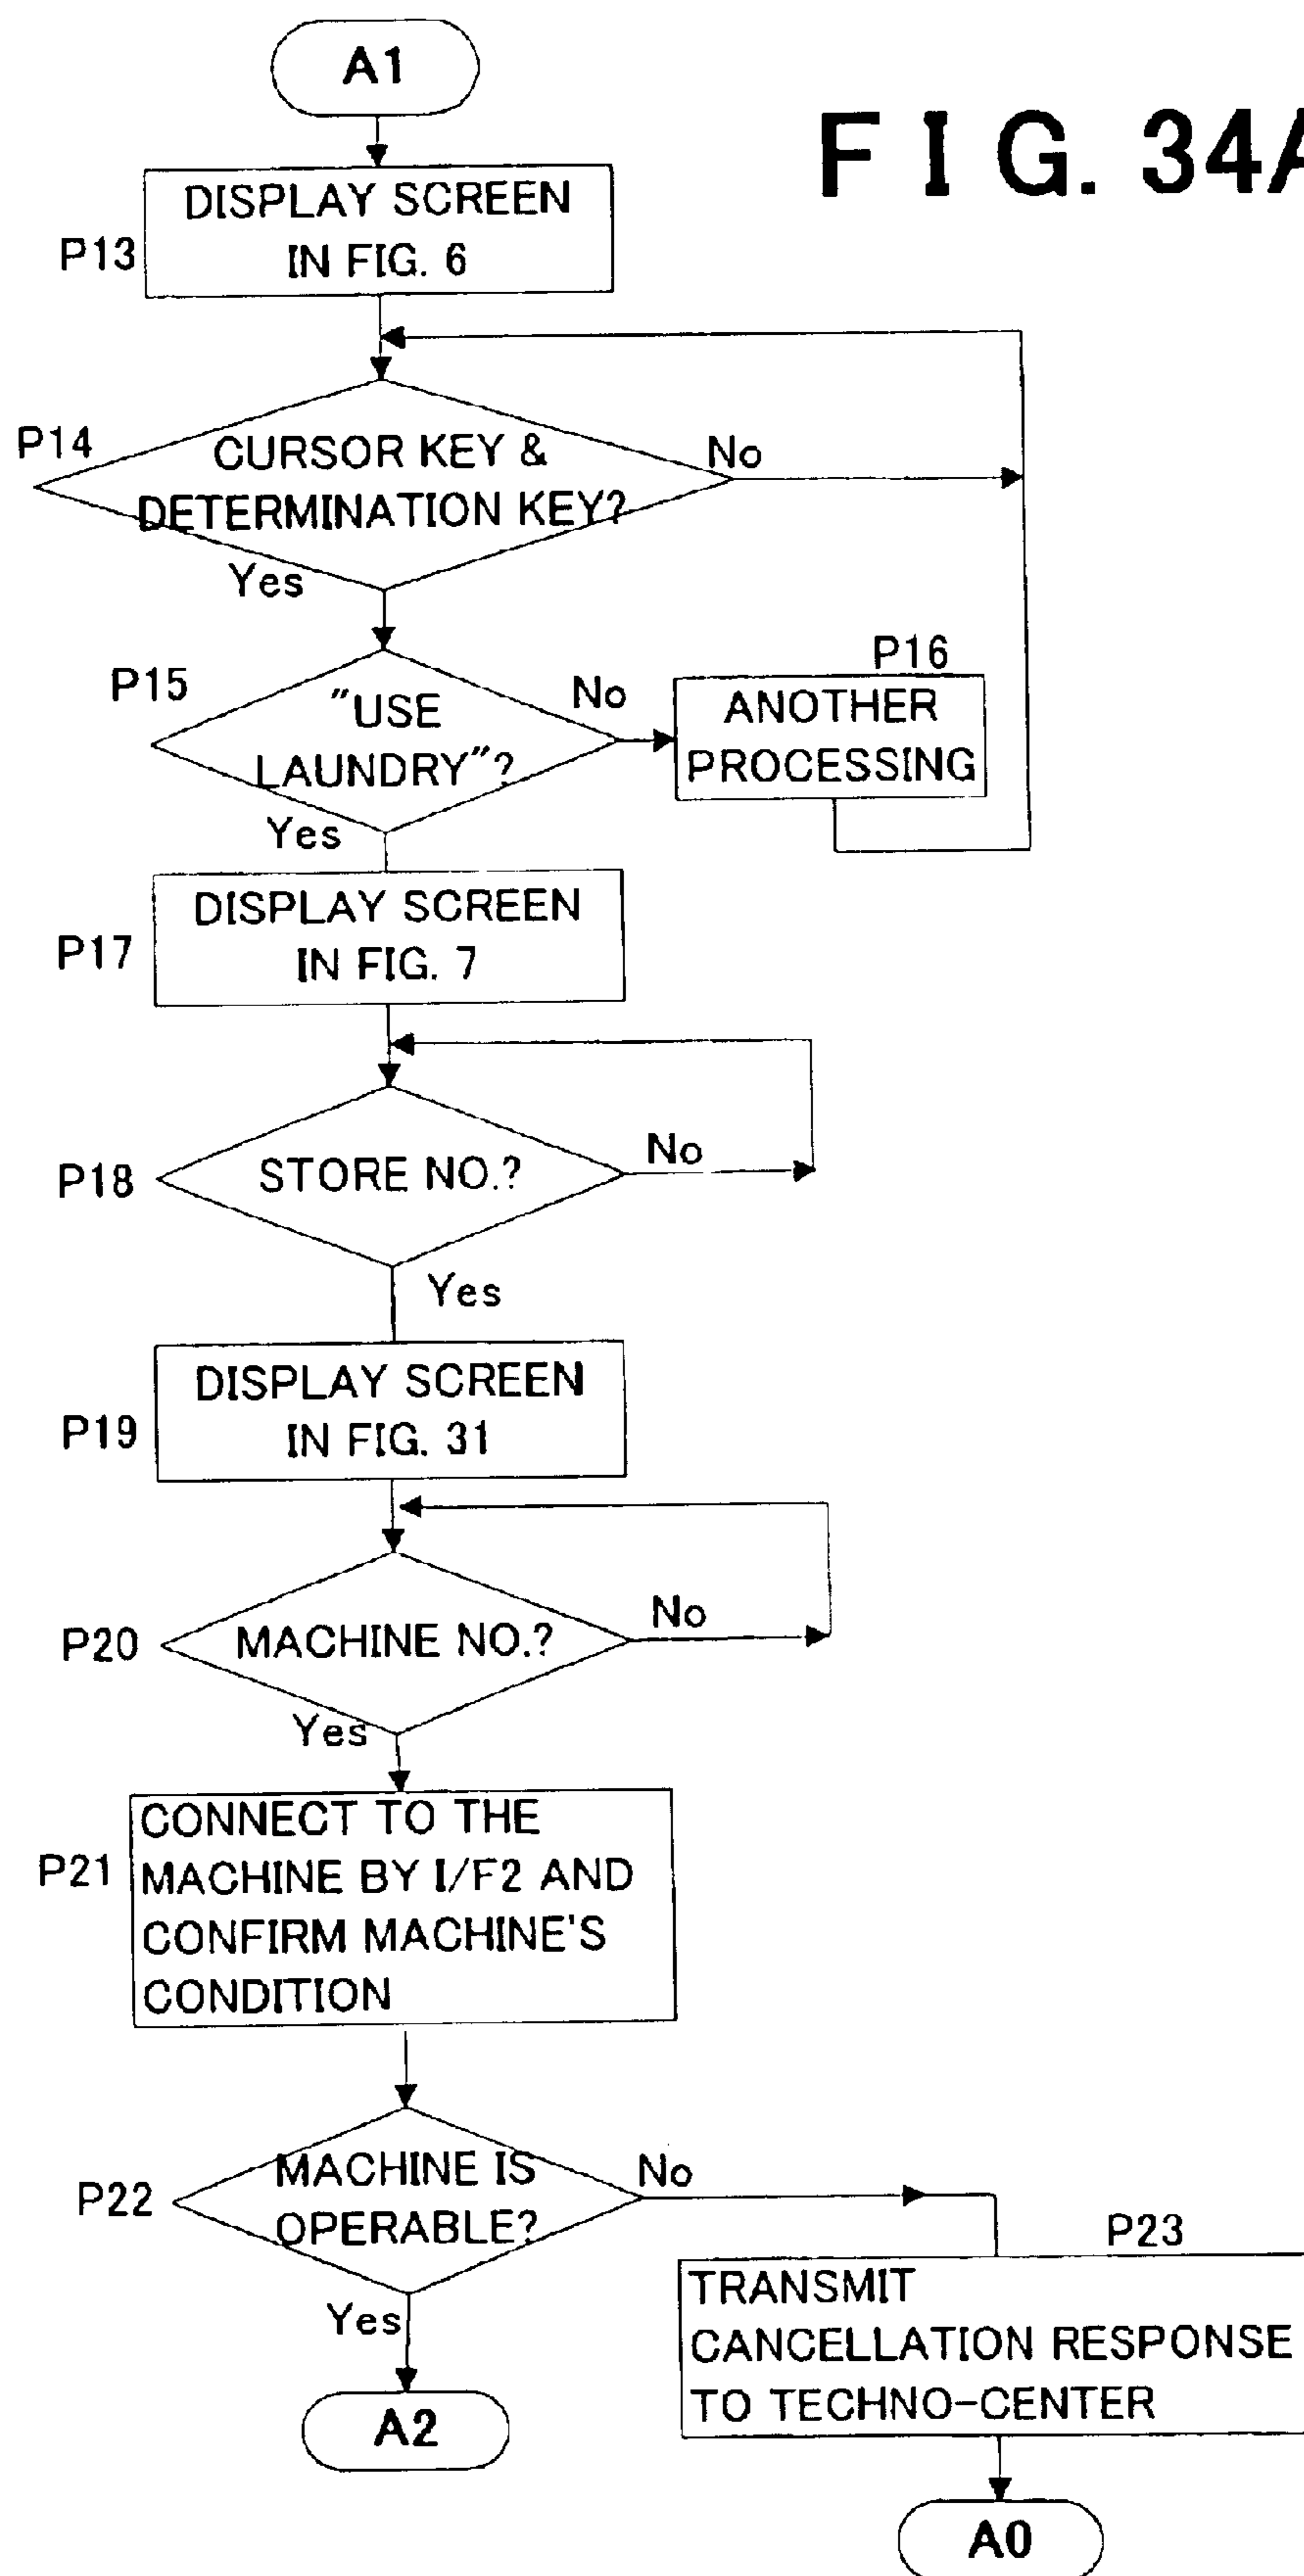 A1
FIG. 34A
DISPLAY SCREEN
IN FIG. 6
P13
P14
CURSOR KEY &
DETERMINATION KEY?
No
Yes
P15
"USE
LAUNDRY"?
No
P16
ANOTHER
PROCESSING
Yes
P17
DISPLAY SCREEN
IN FIG. 7
P18
STORE NO.?
No
Yes
P19
DISPLAY SCREEN
IN FIG. 31
P20
MACHINE NO.?
No
Yes
P21
CONNECT TO THE
MACHINE BY I/F2 AND
CONFIRM MACHINE'S
CONDITION
P22
MACHINE IS
OPERABLE?
No
Yes
P23
TRANSMIT
CANCELLATION RESPONSE
TO TECHNO-CENTER
A2
A0